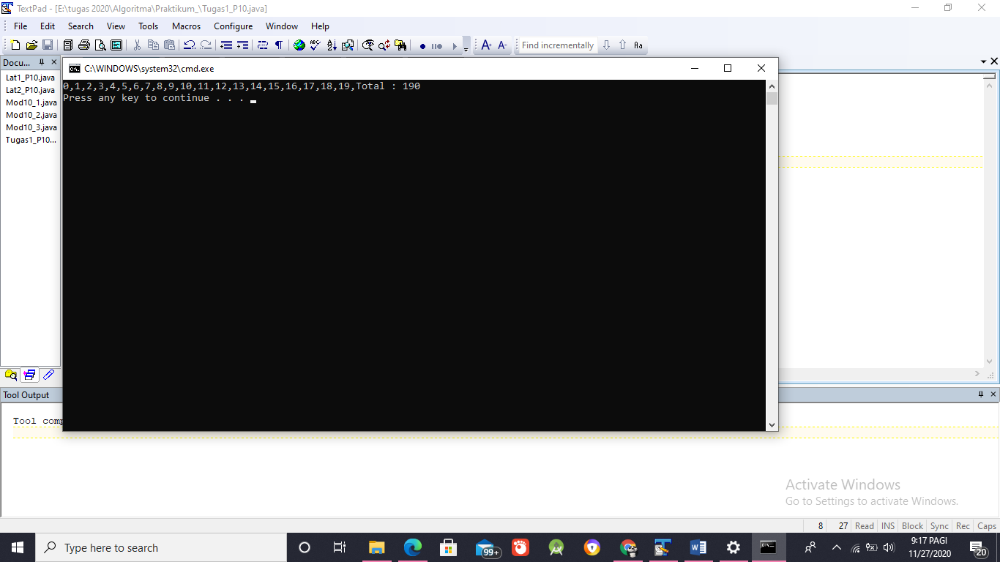 TextPad - [E:\tugas 2020\Algoritma\Praktikum_\Tugas1_P10.java]
File Edit Search View Tools Macros Configure Window Help
Find incrementally
Docu...
Lat1_P10.java
Lat2_P10.java
Mod10_1.java
Mod10_2.java
Mod10_3.java
Tugas1_P10...
C:\WINDOWS\system32\cmd.exe
0,1,2,3,4,5,6,7,8,9,10,11,12,13,14,15,16,17,18,19,Total : 190
Press any key to continue . . .
Tool Output
Tool comp
Activate Windows
Go to Settings to activate Windows.
8 27 Read INS Block Sync Rec Caps
Type here to search
99+
9:17 PAGI
11/27/2020
20